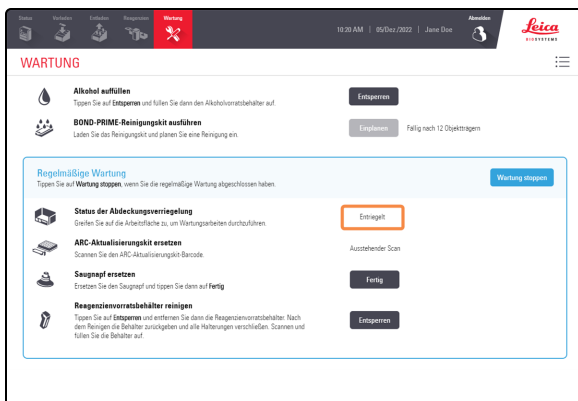 Status Vorladen Entladen Reagenzien Wartung
10:20 AM | 05/Dez./2022 | Jane Doe
Abmelden
Leica
BIOSYSTEMS
WARTUNG
Alkohol auffüllen
Tippen Sie auf Entsperren und füllen Sie dann den Alkoholvorratsbehälter auf.
Entsperren
BOND-PRIME-Reinigungskit ausführen
Laden Sie das Reinigungskit und planen Sie eine Reinigung ein.
Einplanen
Fällig nach 12 Objektträgern
Regelmäßige Wartung
Tippen Sie auf Wartung stoppen, wenn Sie die regelmäßige Wartung abgeschlossen haben.
Wartung stoppen
Status der Abdeckungsverriegelung
Greifen Sie auf die Arbeitsfläche zu, um Wartungsarbeiten durchzuführen.
Entriegelt
ARC-Aktualisierungskit ersetzen
Scannen Sie den ARC-Aktualisierungskit-Barcode.
Ausstehender Scan
Saugnapf ersetzen
Ersetzen Sie den Saugnapf und tippen Sie dann auf Fertig
Fertig
Reagenzienvorratsbehälter reinigen
Tippen Sie auf Entsperren und entfernen Sie dann die Reagenzienvorratsbehälter. Nach
dem Reinigen die Behälter zurückgeben und alle Halterungen verschließen. Scannen und
füllen Sie die Behälter auf.
Entsperren